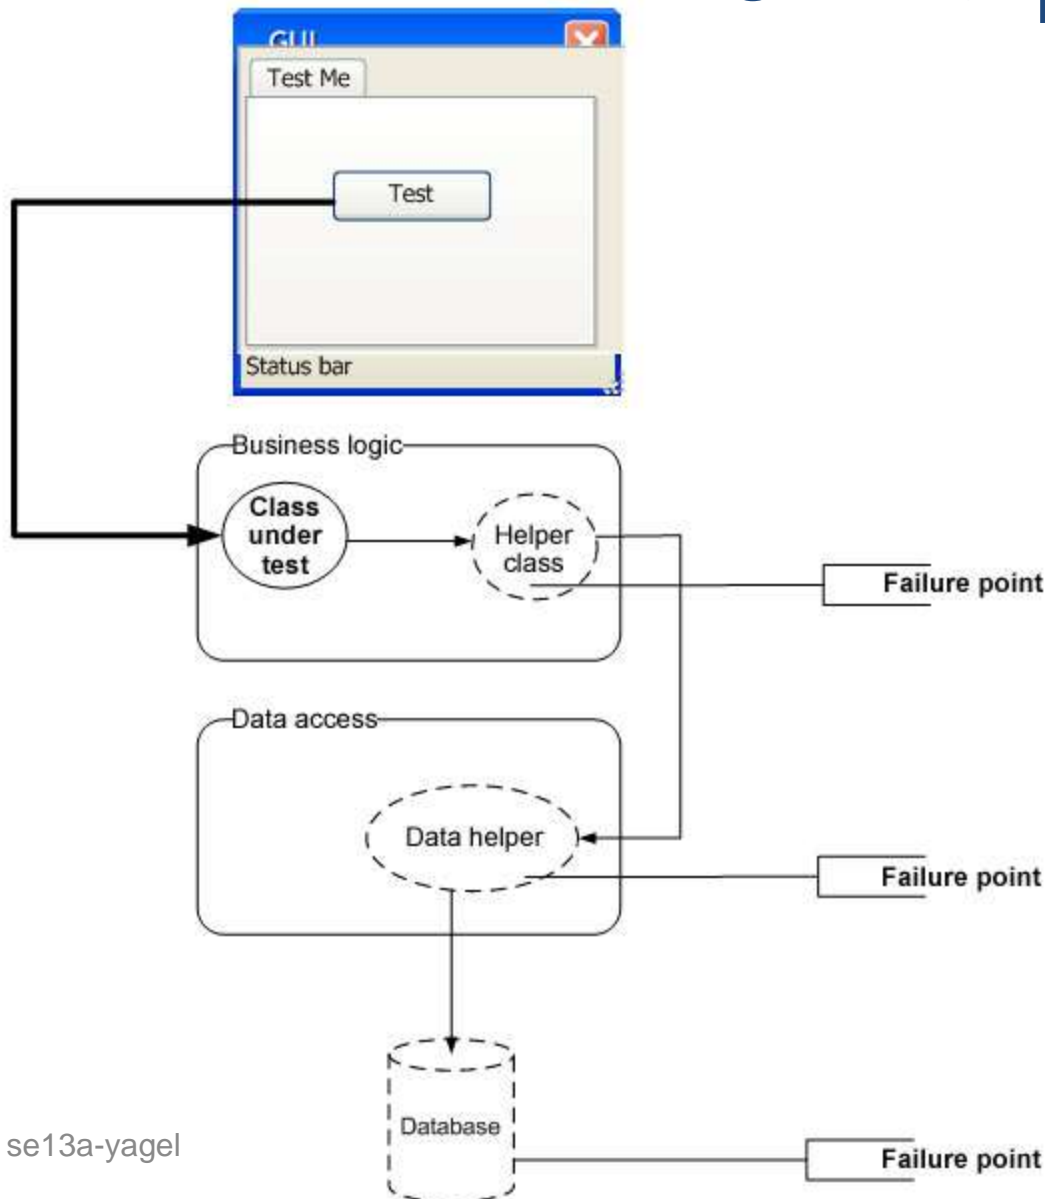 GUI
Test Me
Test
Status bar
Business logic
Class
under
test
Helper
class
Failure point
Data access
Data helper
Failure point
Database
Failure point
se13a-yagel